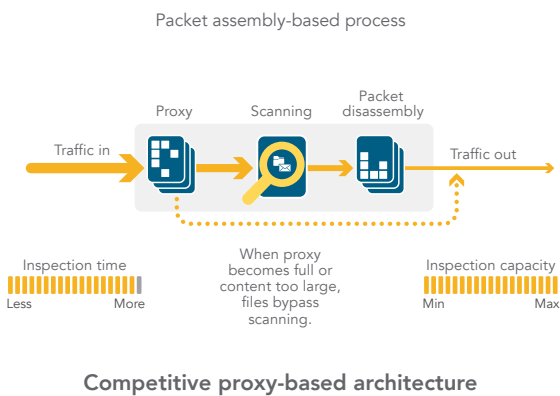 Packet assembly-based process
Proxy
Scanning
Packet
disassembly
Traffic in
Traffic out
When proxy
becomes full or
content too large,
files bypass
scanning.
Inspection time
Less
More
Inspection capacity
Min
Max
Competitive proxy-based architecture